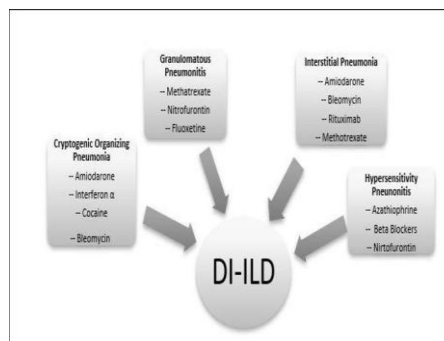 Granulomatous
Pneumonitis
-- Methatrexate
-- Nitrofurontin
-- Fluoxetine
Interstitial Pneumonia
-- Amiodarone
-- Bleomycin
-- Rituximab
-- Methotrexate
Cryptogenic Organizing
Pneumonia
-- Amiodarone
-- Interferon α
-- Cocaine
-- Bleomycin
Hypersensitivity
Pneunonitis
-- Azathiophrine
-- Beta Blockers
-- Nirtofurontin
DI-ILD